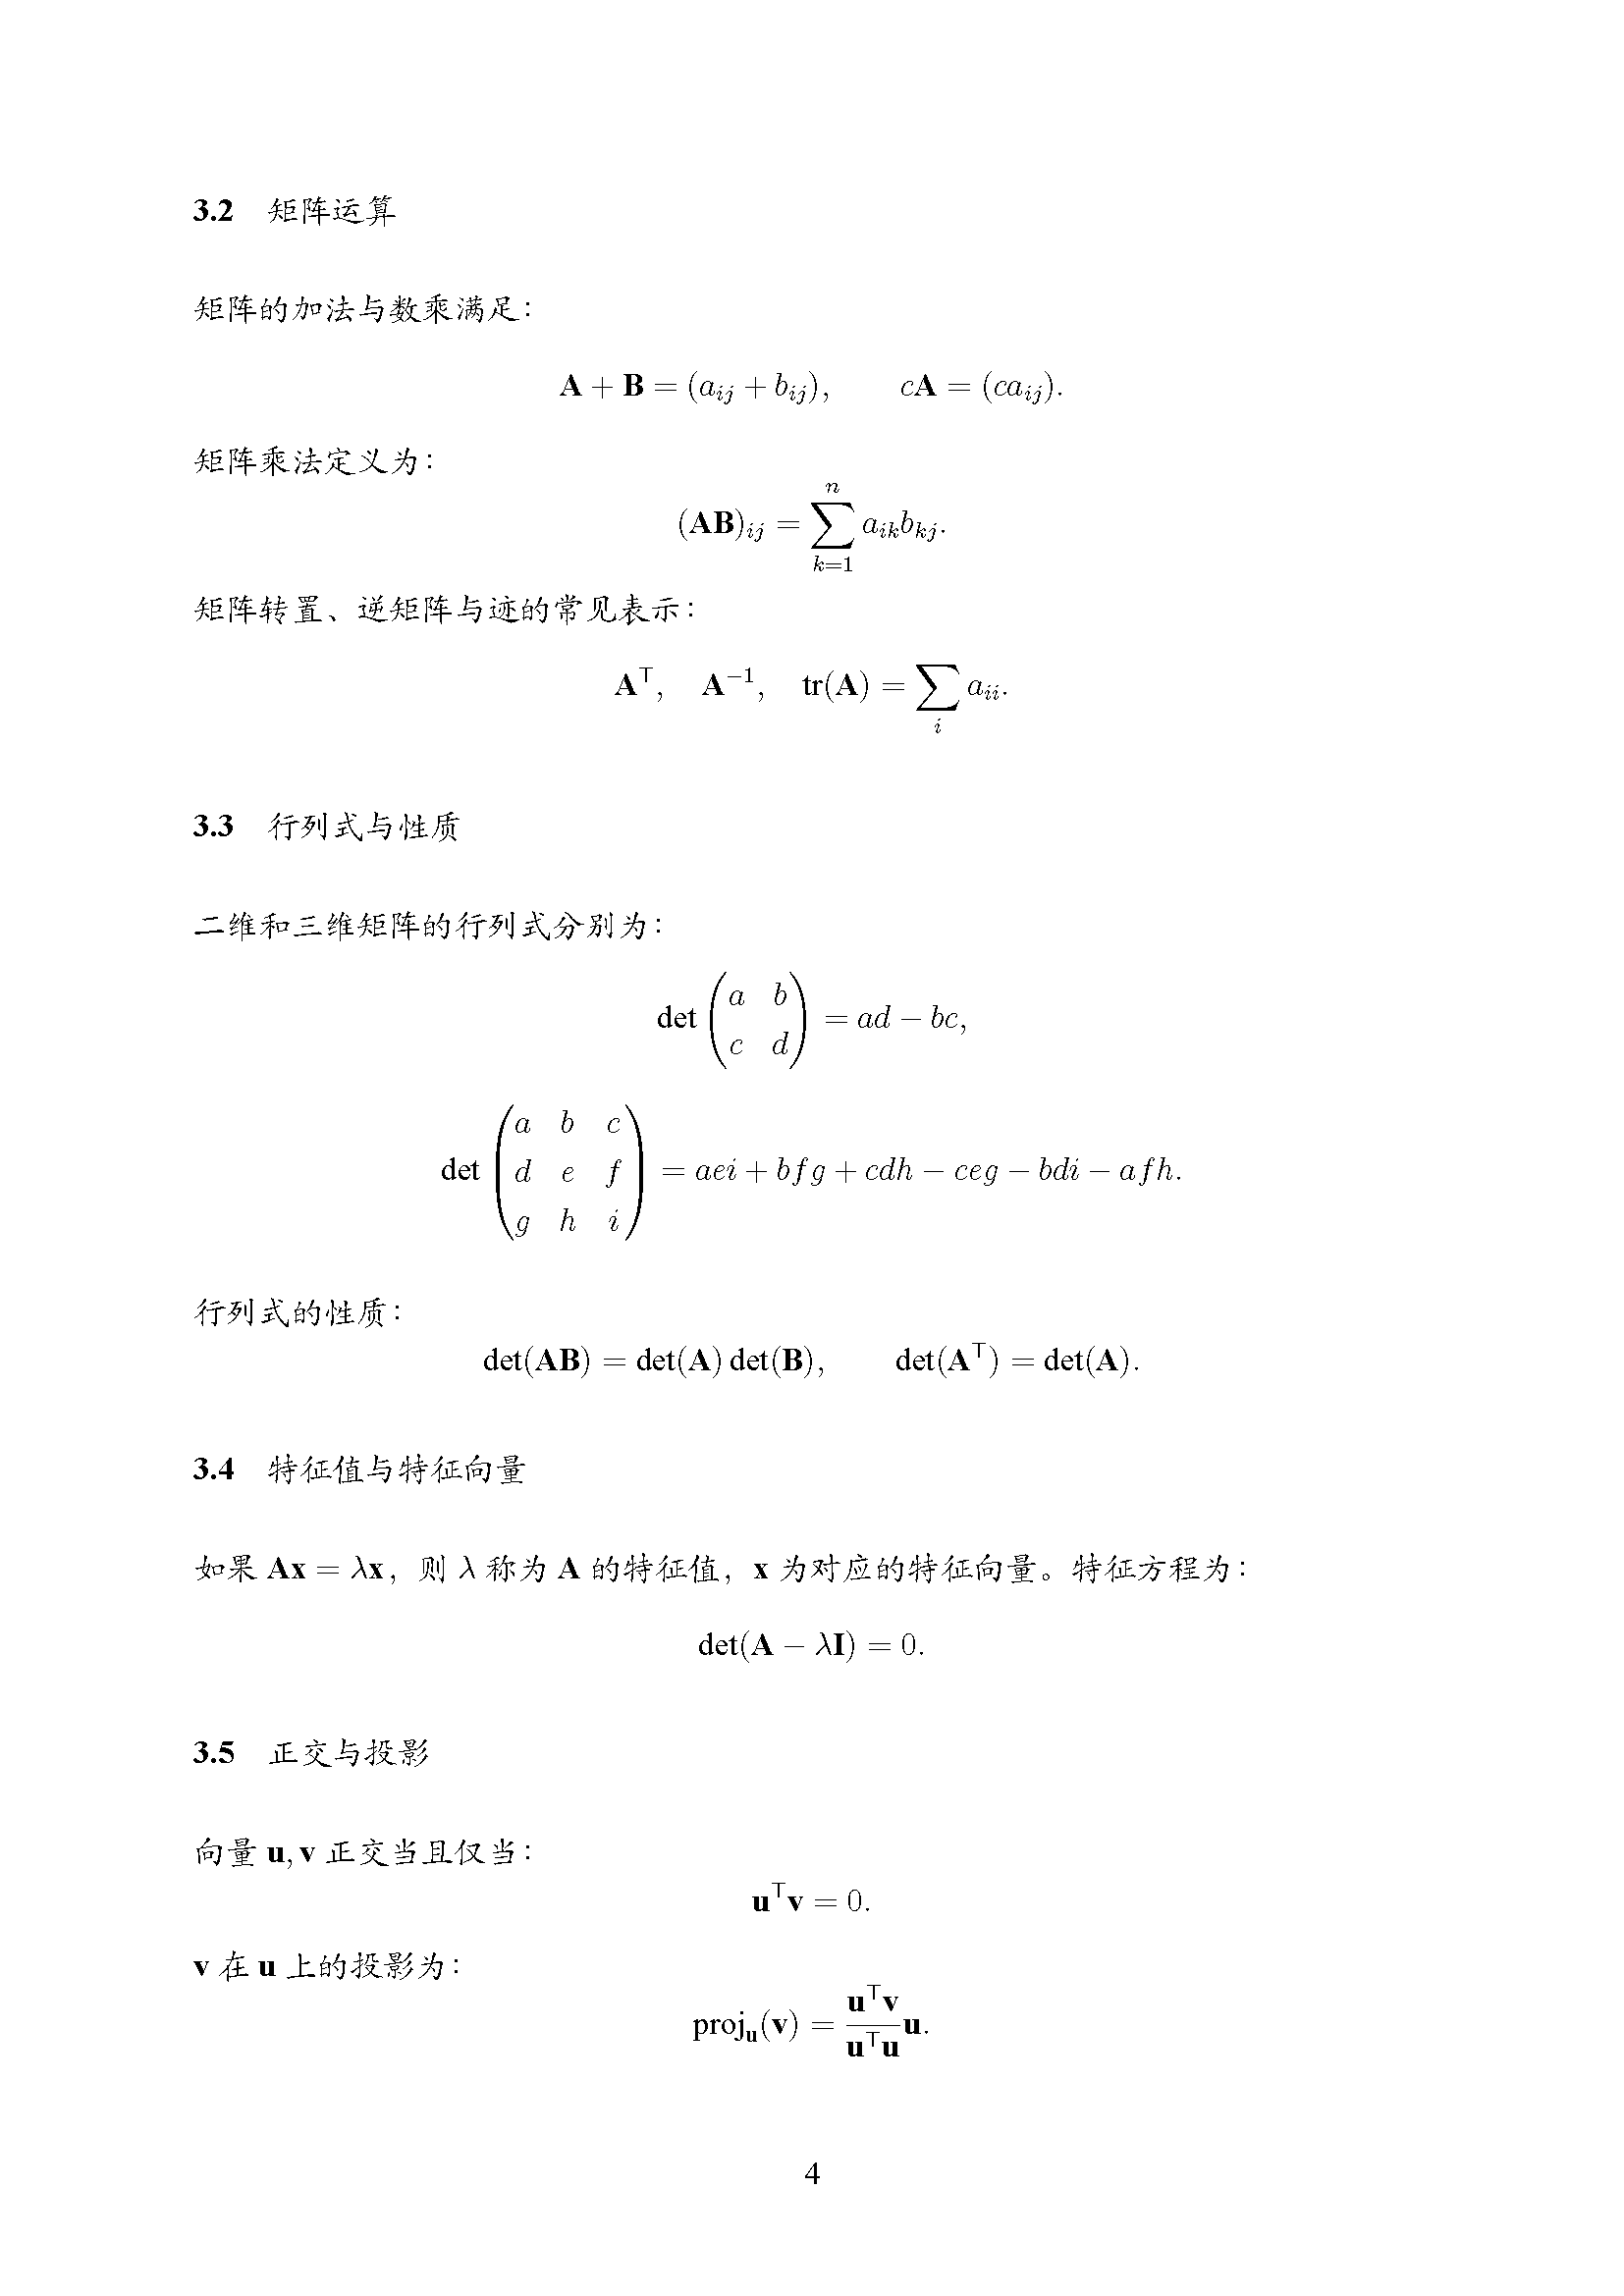 3.2 矩阵运算
矩阵的加法与数乘满足：
$\mathbf{A} + \mathbf{B} = (a_{ij} + b_{ij}), \qquad c\mathbf{A} = (ca_{ij}).$
矩阵乘法定义为：
$(\mathbf{AB})_{ij} = \sum_{k=1}^{n} a_{ik} b_{kj}.$
矩阵转置、逆矩阵与迹的常见表示：
$\mathbf{A}^\top, \quad \mathbf{A}^{-1}, \quad \text{tr}(\mathbf{A}) = \sum_{i} a_{ii}.$
3.3 行列式与性质
二维和三维矩阵的行列式分别为：
$\det \begin{pmatrix} a & b \\ c & d \end{pmatrix} = ad - bc,$
$\det \begin{pmatrix} a & b & c \\ d & e & f \\ g & h & i \end{pmatrix} = aei + bfg + cdh - ceg - bdi - afh.$
行列式的性质：
$\det(\mathbf{AB}) = \det(\mathbf{A}) \det(\mathbf{B}), \qquad \det(\mathbf{A}^\top) = \det(\mathbf{A}).$
3.4 特征值与特征向量
如果 $\mathbf{Ax} = \lambda\mathbf{x}$，则 $\lambda$ 称为 $\mathbf{A}$ 的特征值，$\mathbf{x}$ 为对应的特征向量。特征方程为：
$\det(\mathbf{A} - \lambda\mathbf{I}) = 0.$
3.5 正交与投影
向量 $\mathbf{u}, \mathbf{v}$ 正交当且仅当：
$\mathbf{u}^\top\mathbf{v} = 0.$
$\mathbf{v}$ 在 $\mathbf{u}$ 上的投影为：
$\text{proj}_{\mathbf{u}}(\mathbf{v}) = \frac{\mathbf{u}^\top\mathbf{v}}{\mathbf{u}^\top\mathbf{u}}\mathbf{u}.$
4